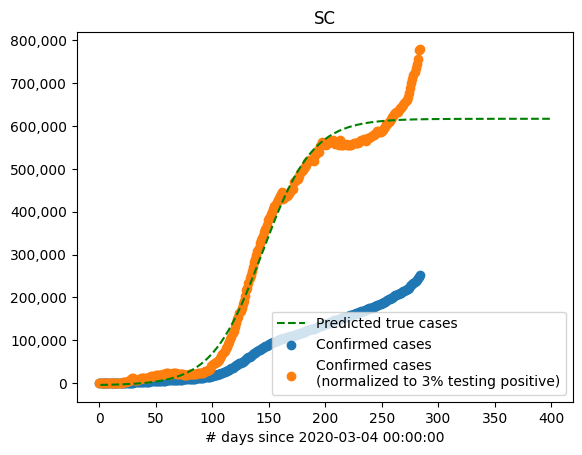 SC
800,000
700,000
600,000
500,000
400,000
300,000
200,000
100,000
0
Predicted true cases
Confirmed cases
Confirmed cases
(normalized to 3% testing positive)
0 50 100 150 200 250 300 350 400
# days since 2020-03-04 00:00:00